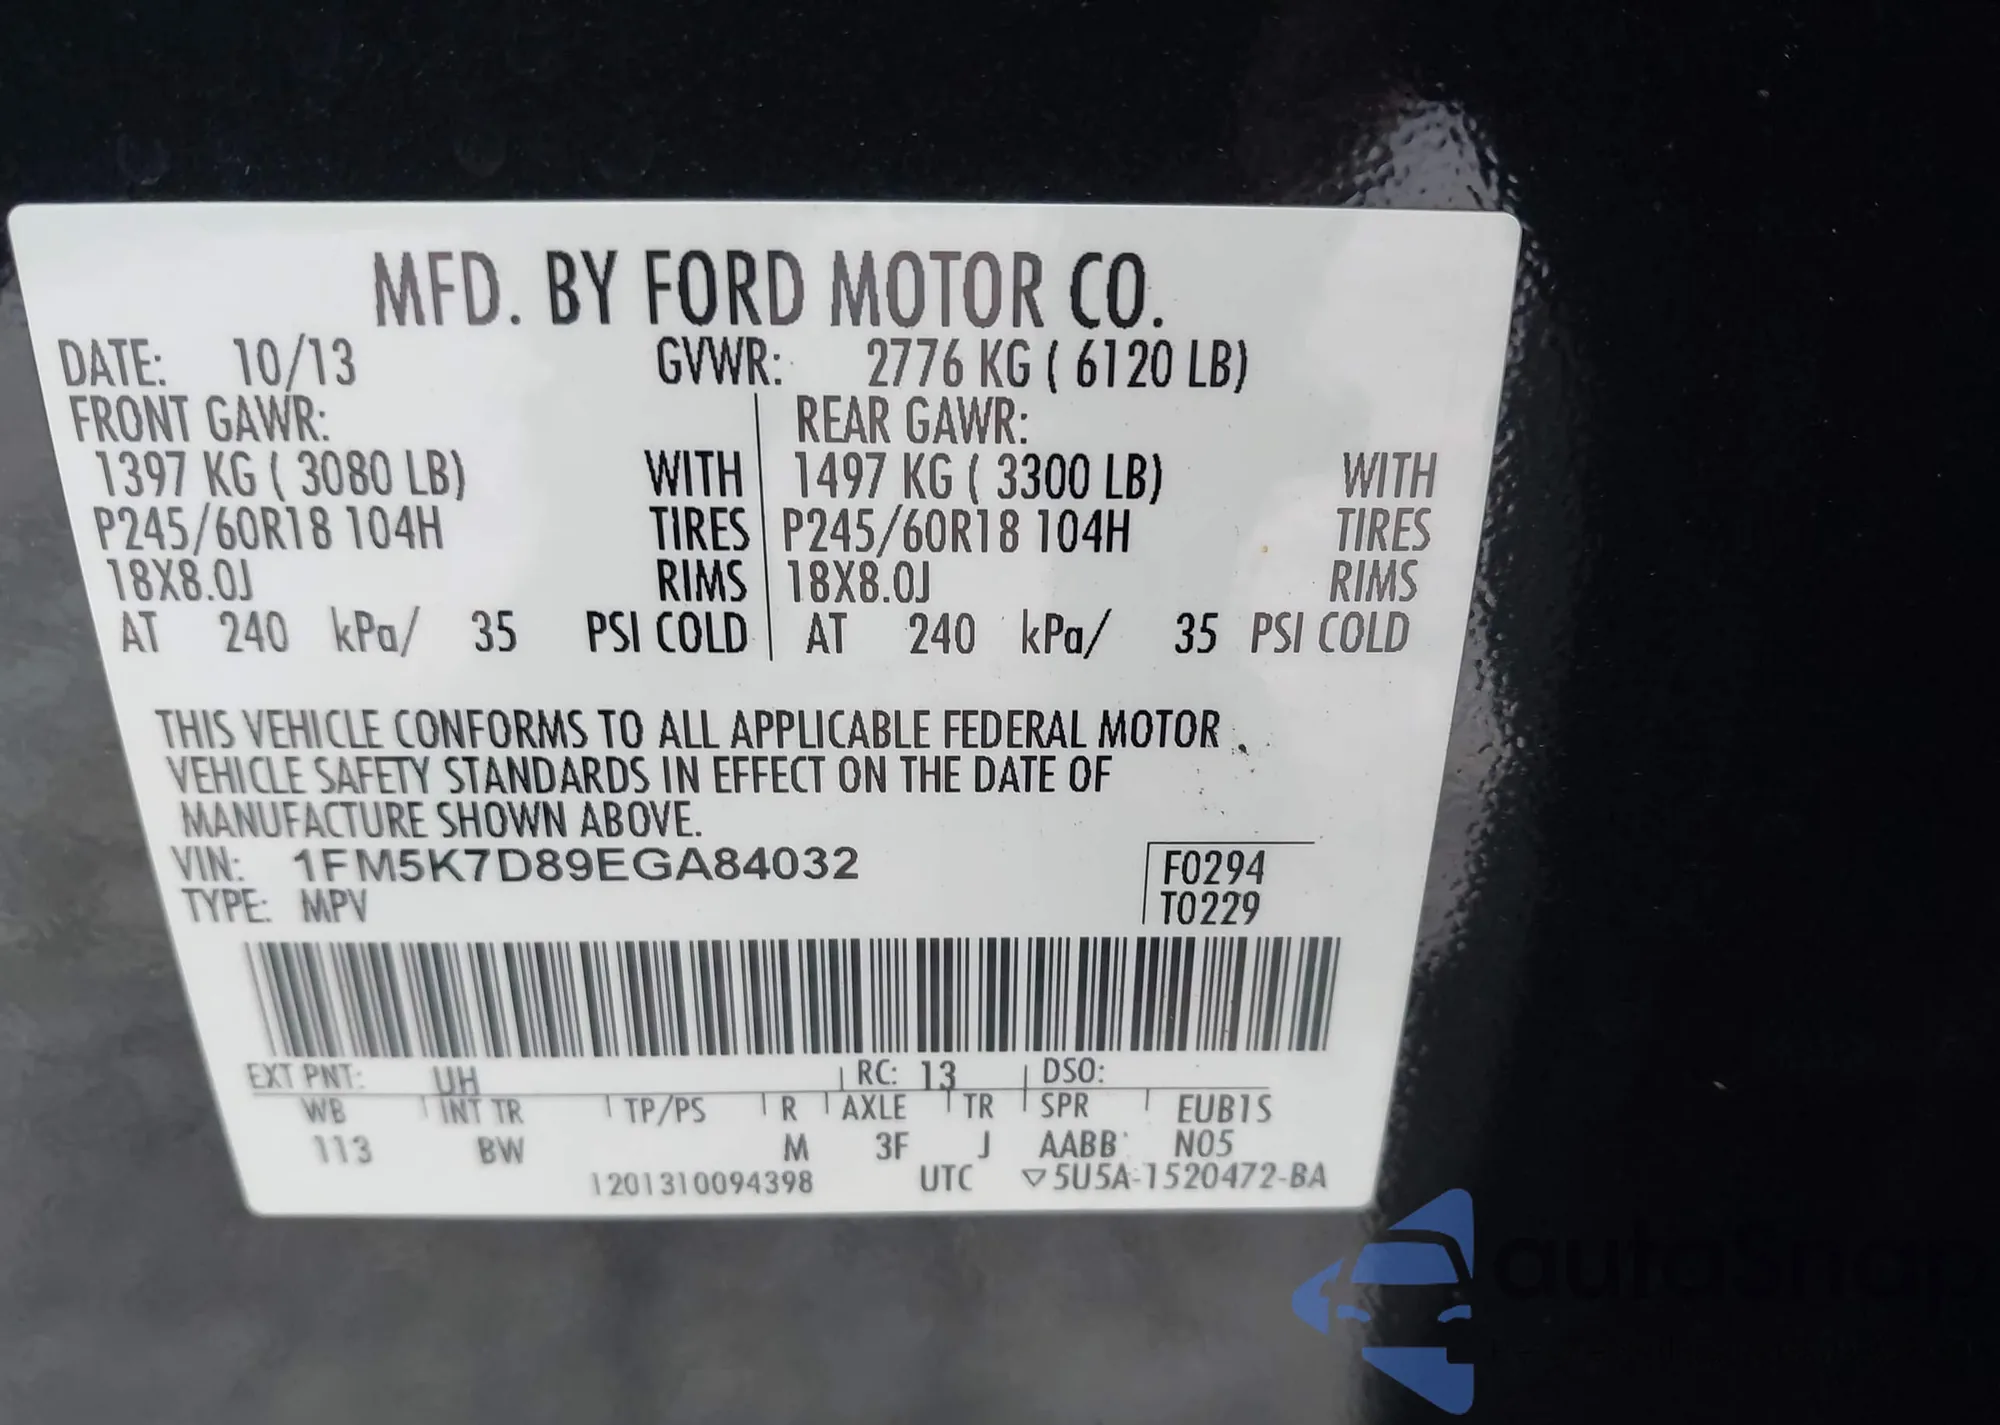 MFD. BY FORD MOTOR CO.
DATE: 10/13 GVWR: 2776 KG ( 6120 LB)
FRONT GAWR: REAR GAWR:
1397 KG ( 3080 LB) WITH 1497 KG ( 3300 LB) WITH
P245/60R18 104H TIRES P245/60R18 104H TIRES
18X8.0J RIMS 18X8.0J RIMS
AT 240 kPa/ 35 PSI COLD AT 240 kPa/ 35 PSI COLD
THIS VEHICLE CONFORMS TO ALL APPLICABLE FEDERAL MOTOR
VEHICLE SAFETY STANDARDS IN EFFECT ON THE DATE OF
MANUFACTURE SHOWN ABOVE.
VIN: 1FM5K7D89EGA84032 F0294
TYPE: MPV T0229
EXT PNT: UH RC: 13 DSO:
WB INT TR TP/PS R AXLE TR SPR EUB1S
113 BW M 3F J AABB N05
1201310094398 UTC ▽5U5A-1520472-BA
autosnap